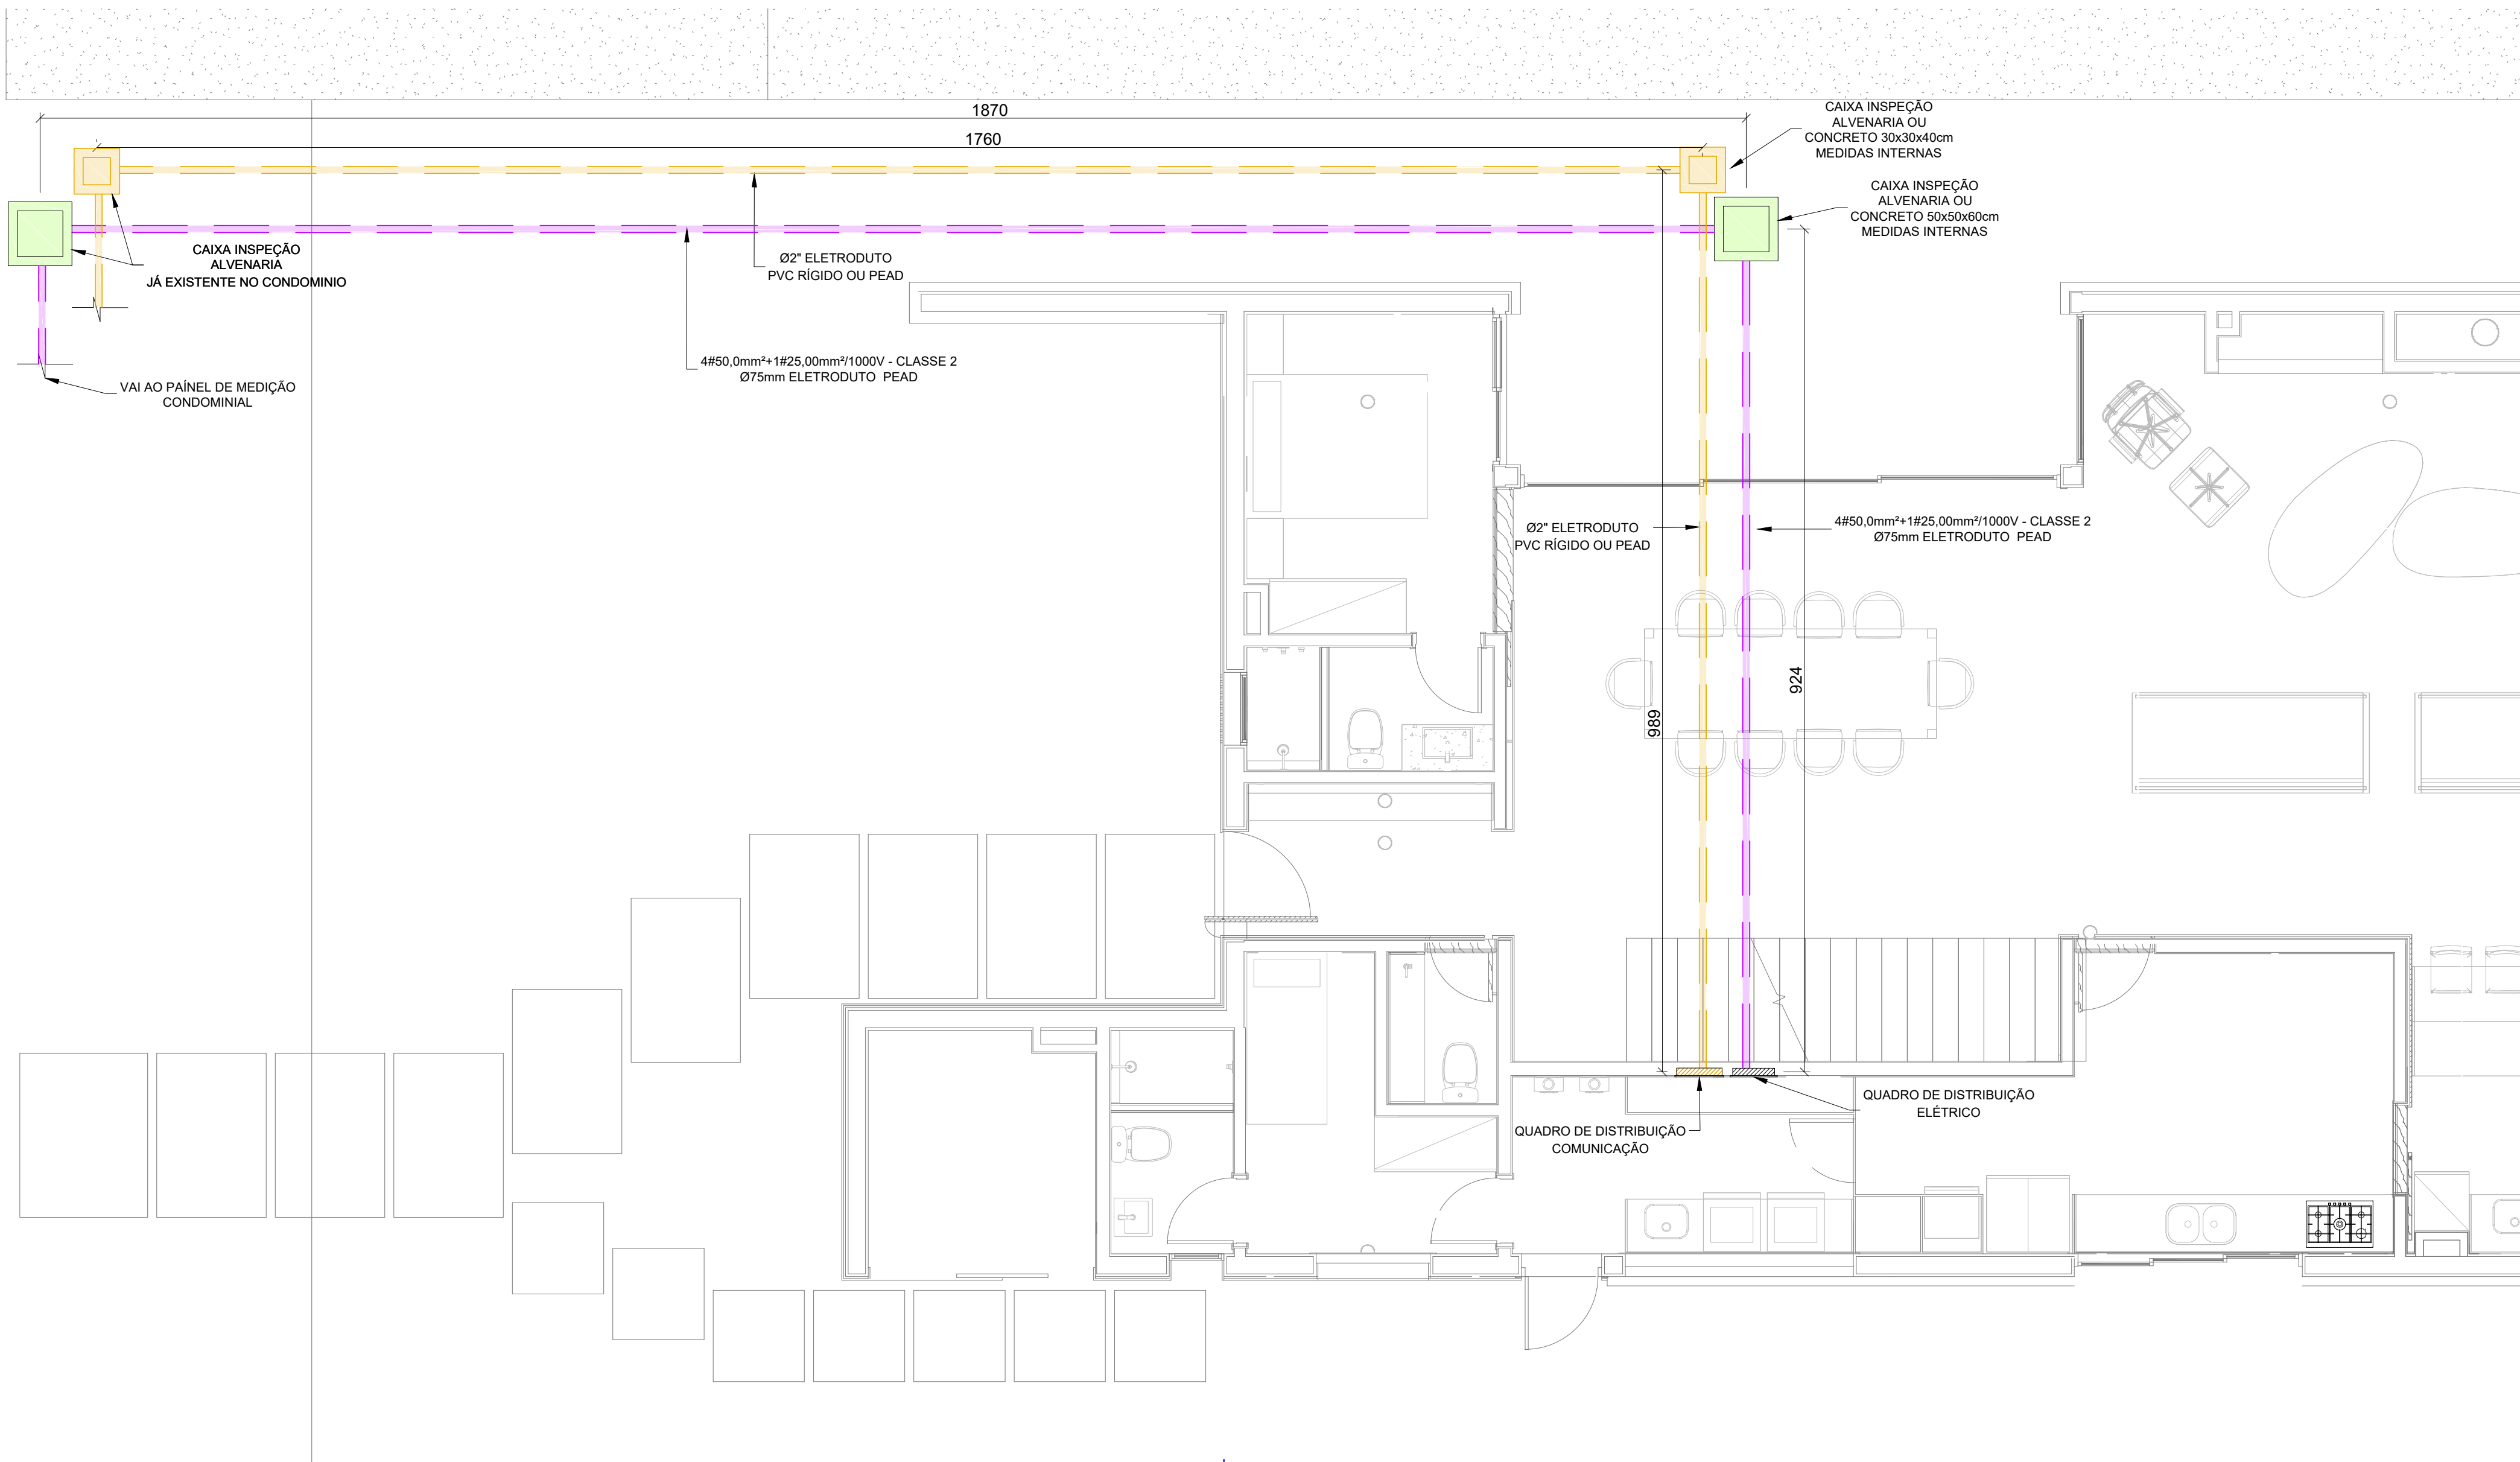 1870
1760
CAIXA INSPEÇÃO
ALVENARIA OU
CONCRETO 30x30x40cm
MEDIDAS INTERNAS
CAIXA INSPEÇÃO
ALVENARIA OU
CONCRETO 50x50x60cm
MEDIDAS INTERNAS
CAIXA INSPEÇÃO
ALVENARIA
JÁ EXISTENTE NO CONDOMINIO
Ø2" ELETRODUTO
PVC RÍGIDO OU PEAD
4#50,0mm²+1#25,00mm²/1000V - CLASSE 2
Ø75mm ELETRODUTO PEAD
VAI AO PAÍNEL DE MEDIÇÃO
CONDOMINIAL
Ø2" ELETRODUTO
PVC RÍGIDO OU PEAD
4#50,0mm²+1#25,00mm²/1000V - CLASSE 2
Ø75mm ELETRODUTO PEAD
924
989
QUADRO DE DISTRIBUIÇÃO
ELÉTRICO
QUADRO DE DISTRIBUIÇÃO
COMUNICAÇÃO